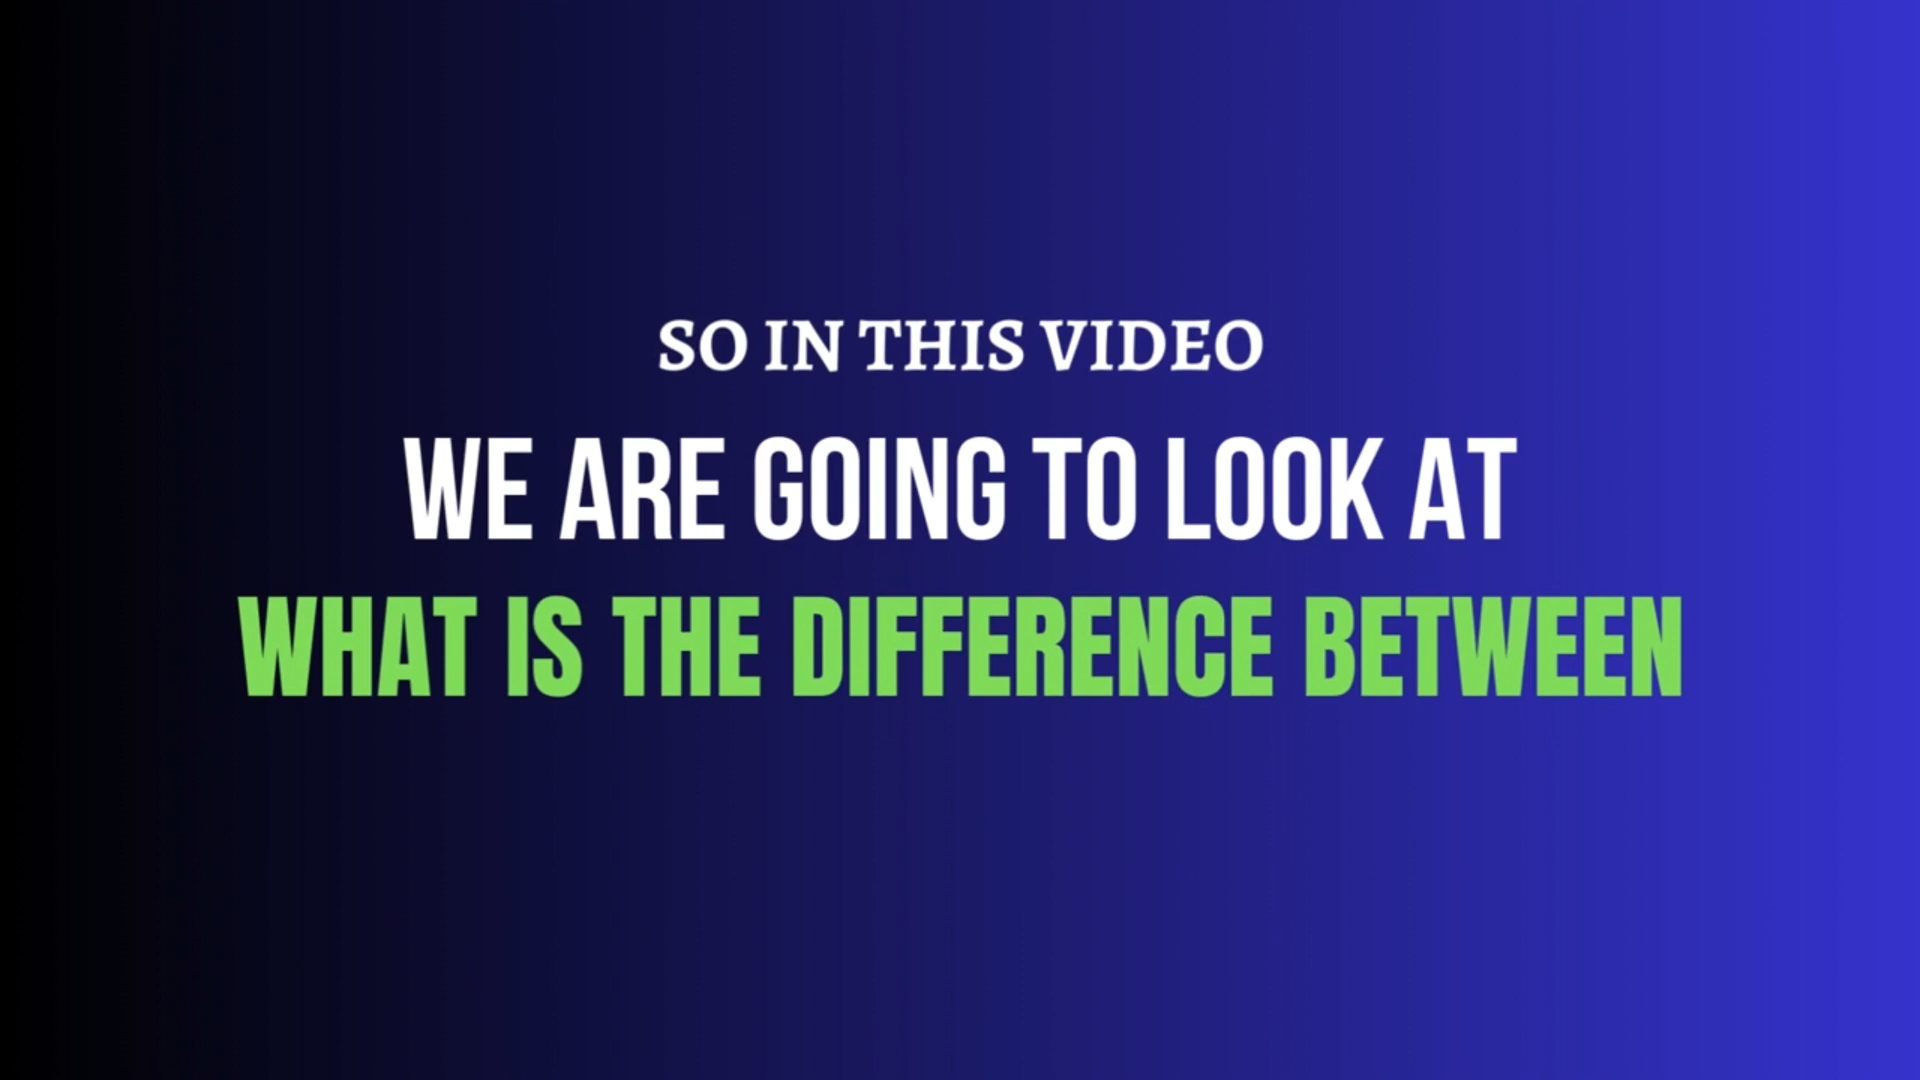 SO IN THIS VIDEO
WE ARE GOING TO LOOK AT
WHAT IS THE DIFFERENCE BETWEEN